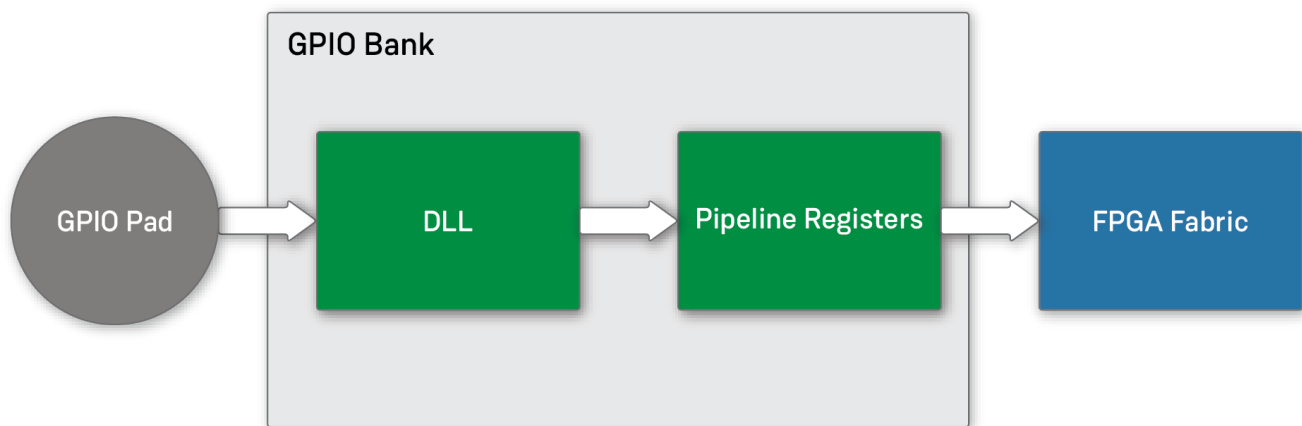 GPIO Bank
GPIO Pad
DLL
Pipeline Registers
FPGA Fabric